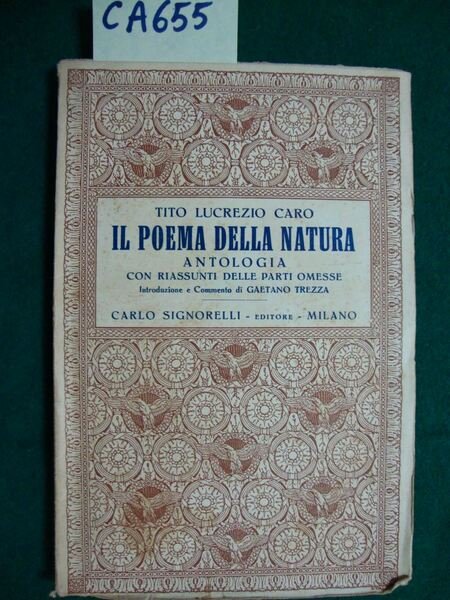 CA655
TITO LUCREZIO CARO
IL POEMA DELLA NATURA
ANTOLOGIA
CON RIASSUNTI DELLE PARTI OMESSE
Introduzione e Commento di GAETANO TREZZA
CARLO SIGNORELLI - EDITORE - MILANO